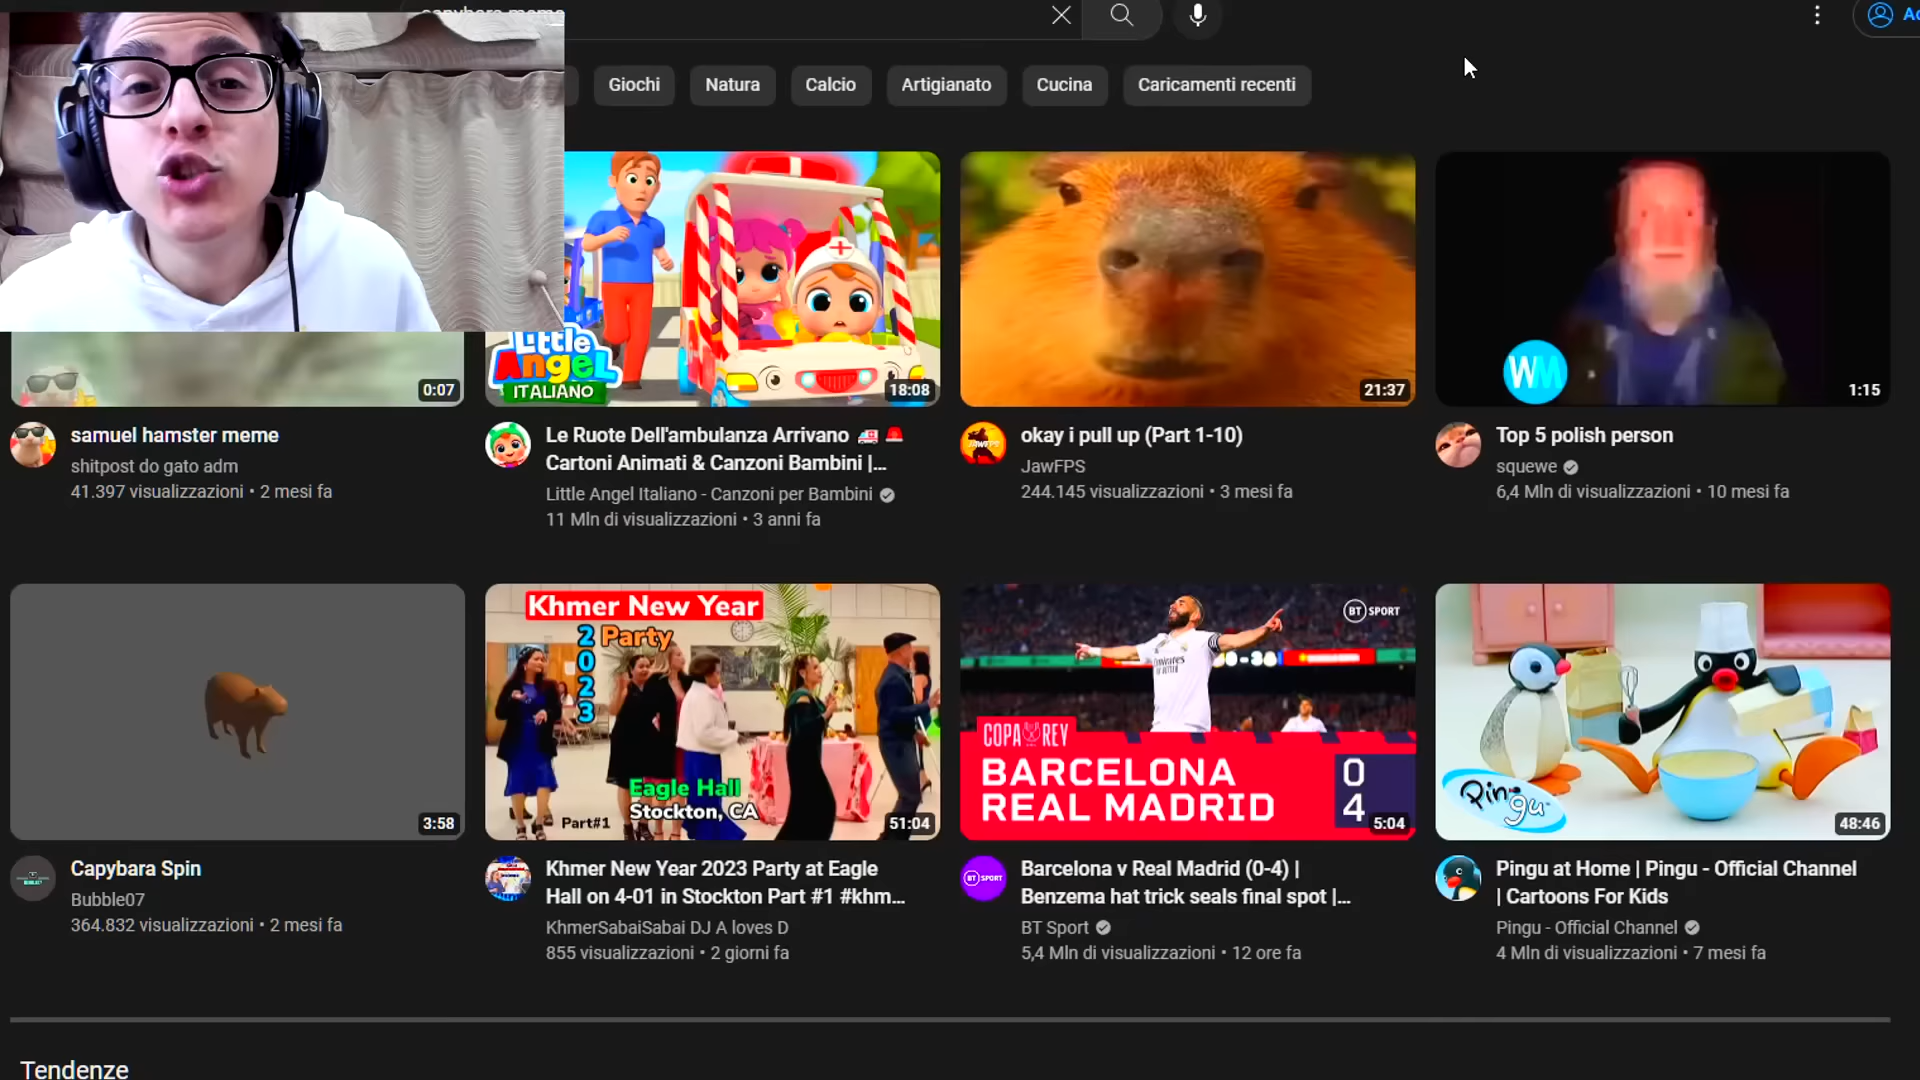 capybara meme
Ac
Giochi
Natura
Calcio
Artigianato
Cucina
Caricamenti recenti
0:07
Little
Angel
ITALIANO
18:08
21:37
WM
1:15
samuel hamster meme
shitpost do gato adm
41.397 visualizzazioni • 2 mesi fa
Le Ruote Dell'ambulanza Arrivano 🚑 🚨
Cartoni Animati & Canzoni Bambini |...
Little Angel Italiano - Canzoni per Bambini
11 Mln di visualizzazioni • 3 anni fa
okay i pull up (Part 1-10)
JawFPS
244.145 visualizzazioni • 3 mesi fa
Top 5 polish person
squewe
6,4 Mln di visualizzazioni • 10 mesi fa
3:58
Khmer New Year
2023 Party
Eagle Hall
Stockton, CA
Part#1
51:04
BT SPORT
COPA REY
BARCELONA 0
REAL MADRID 4
5:04
Pingu
48:46
Capybara Spin
Bubble07
364.832 visualizzazioni • 2 mesi fa
Khmer New Year 2023 Party at Eagle
Hall on 4-01 in Stockton Part #1 #khm...
KhmerSabaiSabai DJ A loves D
855 visualizzazioni • 2 giorni fa
BT SPORT
Barcelona v Real Madrid (0-4) |
Benzema hat trick seals final spot |...
BT Sport
5,4 Mln di visualizzazioni • 12 ore fa
Pingu at Home | Pingu - Official Channel
| Cartoons For Kids
Pingu - Official Channel
4 Mln di visualizzazioni • 7 mesi fa
Tendenze